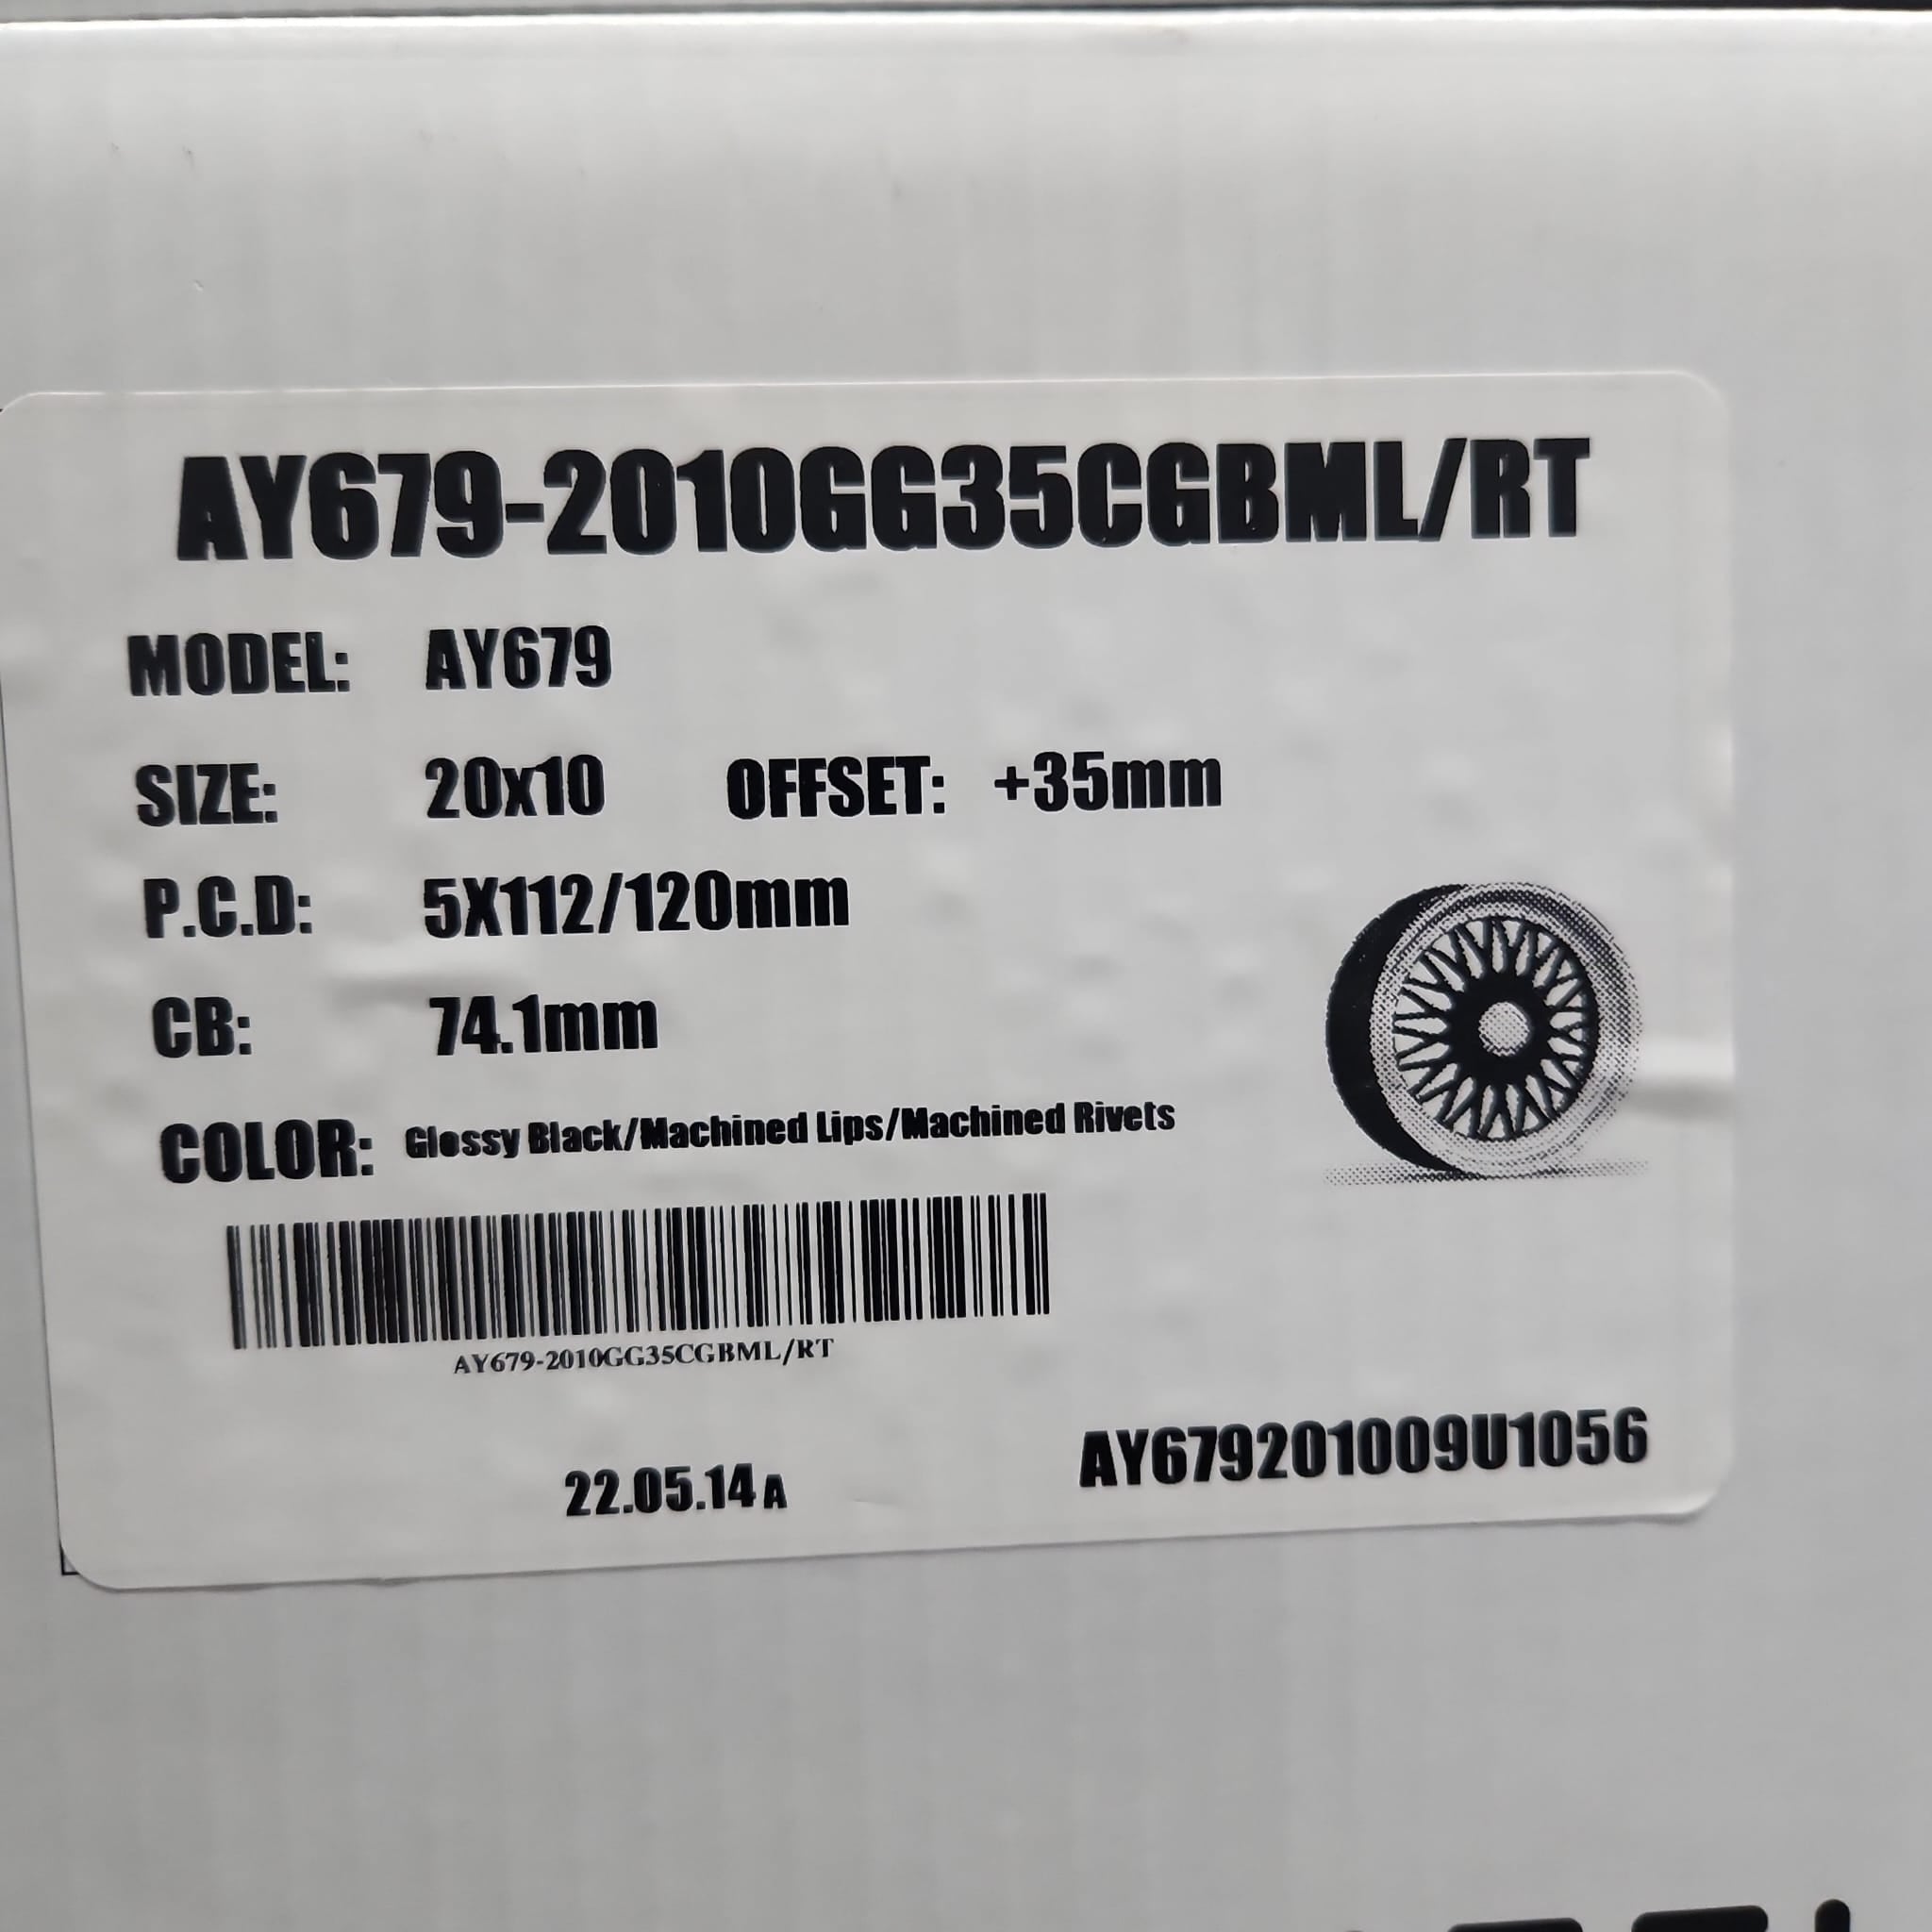 AY679-2010GG35CGBML/RT
MODEL: AY679
SIZE: 20x10 OFFSET: +35mm
P.C.D: 5X112/120mm
CB: 74.1mm
COLOR: Glossy Black/Machined Lips/Machined Rivets
AY679-2010GG35CGBML/RT
22.05.14A
AY679201009U1056